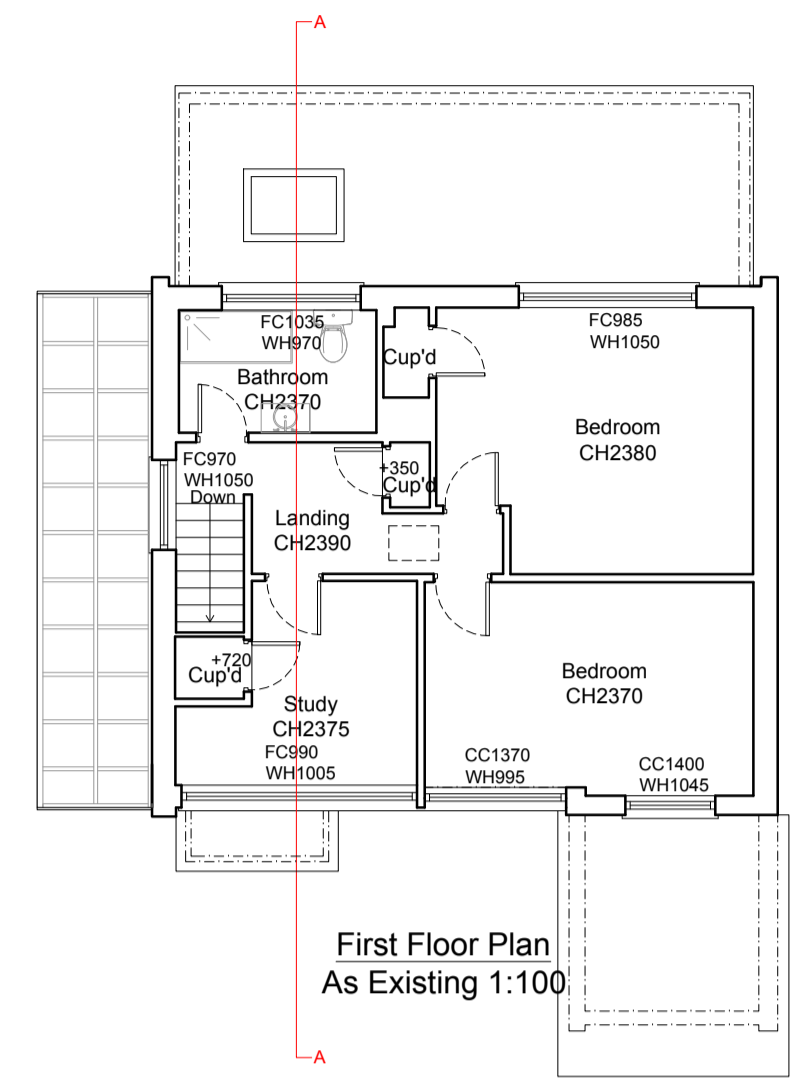 A
FC1035
WH970
FC985
WH1050
Cup'd
Bathroom
CH2370
Bedroom
CH2380
FC970
WH1050
Down
+350
Cup'd
Landing
CH2390
+720
Cup'd
Bedroom
CH2370
Study
CH2375
FC990
WH1005
CC1370
WH995
CC1400
WH1045
First Floor Plan
As Existing 1:100
A